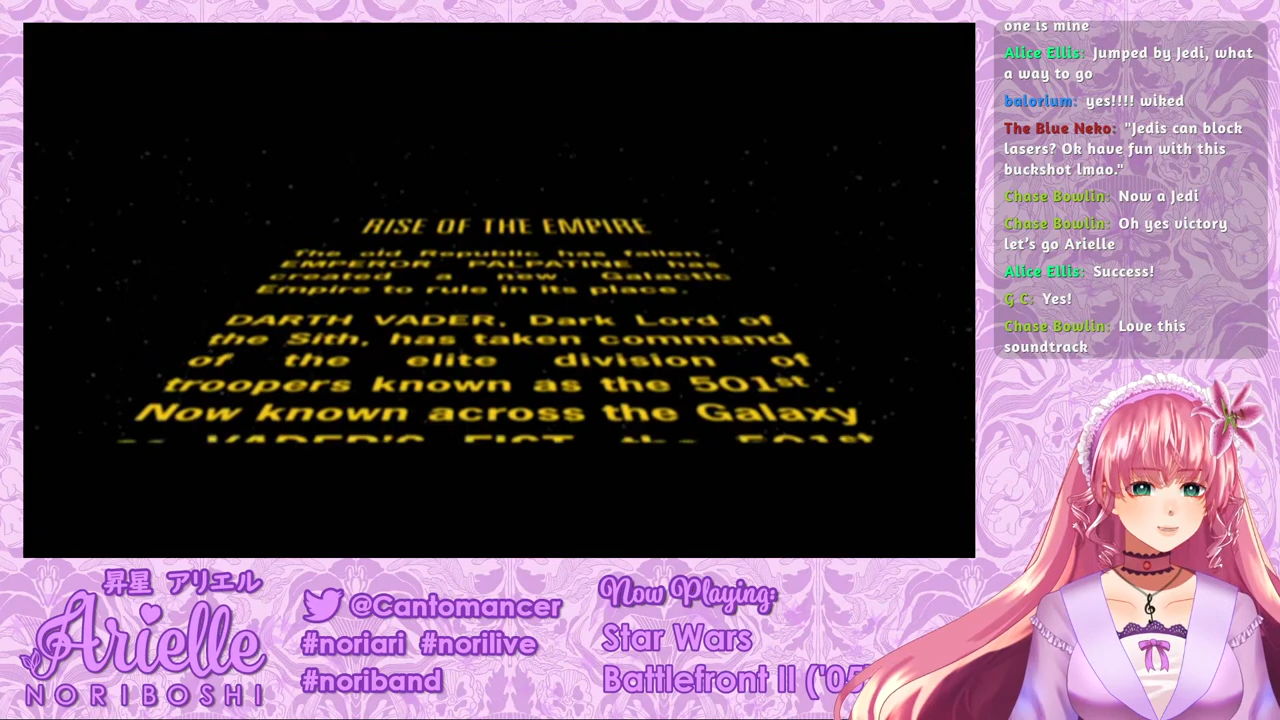 RISE OF THE EMPIRE
The old Republic has fallen.
EMPEROR PALPATINE has
created a new Galactic
Empire to rule in its place.
DARTH VADER, Dark Lord of
the Sith, has taken command
of the elite division of
troopers known as the 501st.
Now known across the Galaxy
VADER'S FIST, the 501st
one is mine
Alice Ellis: Jumped by Jedi, what
a way to go
balorium: yes!!!! wiked
The Blue Neko: "Jedis can block
lasers? Ok have fun with this
buckshot lmao."
Chase Bowlin: Now a Jedi
Chase Bowlin: Oh yes victory
let's go Arielle
Alice Ellis: Success!
G C: Yes!
Chase Bowlin: Love this
soundtrack
昇星 アリエル
Arielle
NORIBOSHI
@Cantomancer
#noriari #norilive
#noriband
Now Playing:
Star Wars
Battlefront II ('05